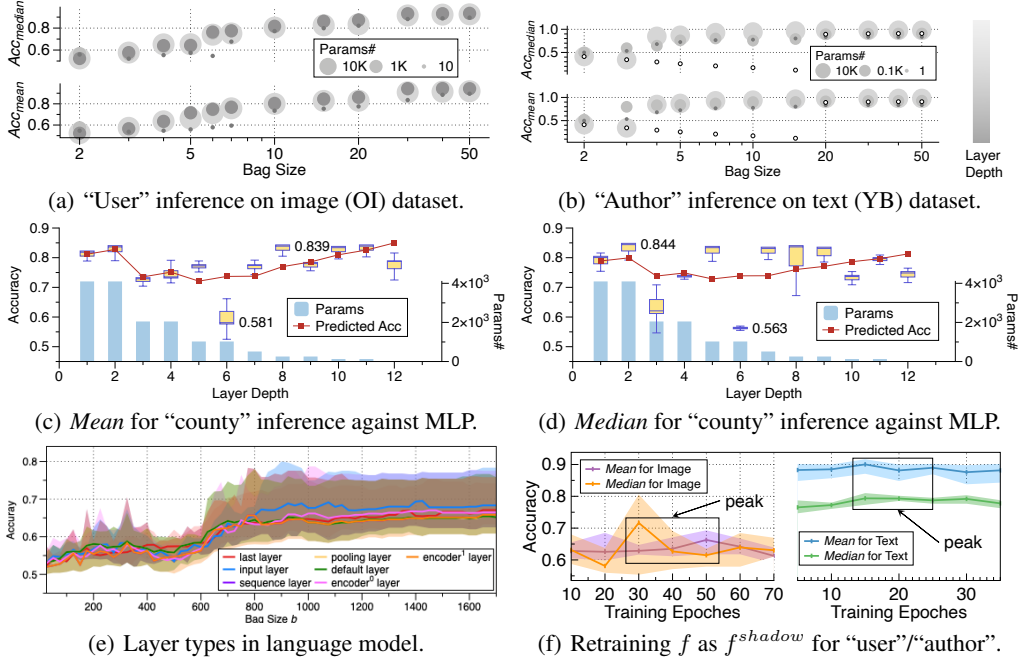 Acc_median
0.8
0.6
Params#
10K 1K 10
Acc_mean
0.8
0.6
2 5 10 20 50
Bag Size
(a) “User” inference on image (OI) dataset.
Acc_median
1.0
0.5
Params#
10K 0.1K 1
Acc_mean
1.0
0.5
2 5 10 20 50
Bag Size
Layer
Depth
(b) “Author” inference on text (YB) dataset.
0.9
0.8
0.7
0.6
0.5
Accuracy
0.839
0.581
Params
Predicted Acc
4×10³
2×10³
0
Params#
0 2 4 6 8 10 12
Layer Depth
(c) Mean for “county” inference against MLP.
0.9
0.8
0.7
0.6
0.5
Accuracy
0.844
0.563
Params
Predicted Acc
4×10³
2×10³
0
Params#
0 2 4 6 8 10 12
Layer Depth
(d) Median for “county” inference against MLP.
0.8
0.7
0.6
0.5
Accuray
last layer pooling layer encoder¹ layer
input layer default layer
sequence layer encoder⁰ layer
200 400 600 800 1000 1200 1400 1600
Bag Size b
(e) Layer types in language model.
0.9
0.8
0.7
0.6
Accuracy
Mean for Image
Median for Image
peak
10 20 30 40 50 60 70
Training Epoches
Mean for Text
Median for Text
peak
10 20 30
Training Epoches
(f) Retraining f as f^shadow for “user”/“author”.